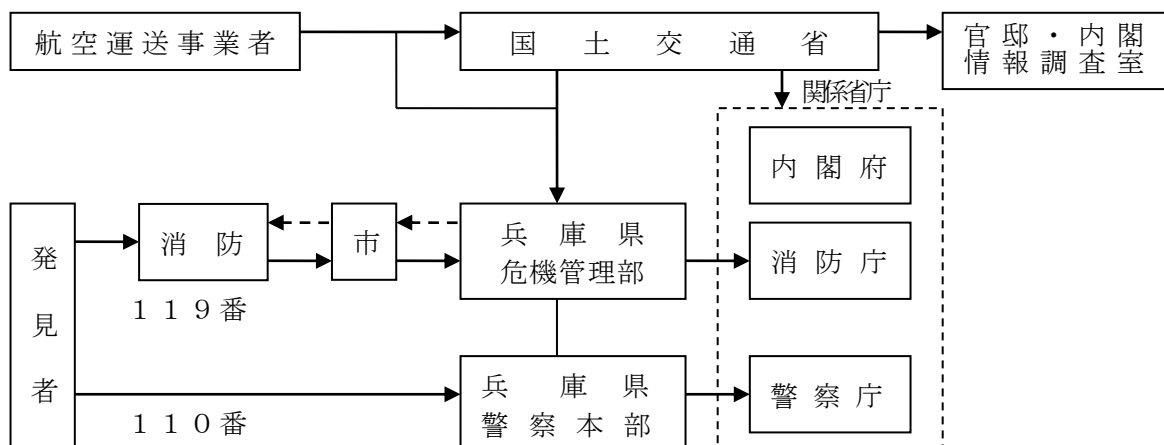 航空運送事業者
国土交通省
官邸・内閣
情報調査室
関係省庁
内閣府
発見者
消防
市
兵庫県
危機管理部
消防庁
１１９番
兵庫県
警察本部
警察庁
１１０番